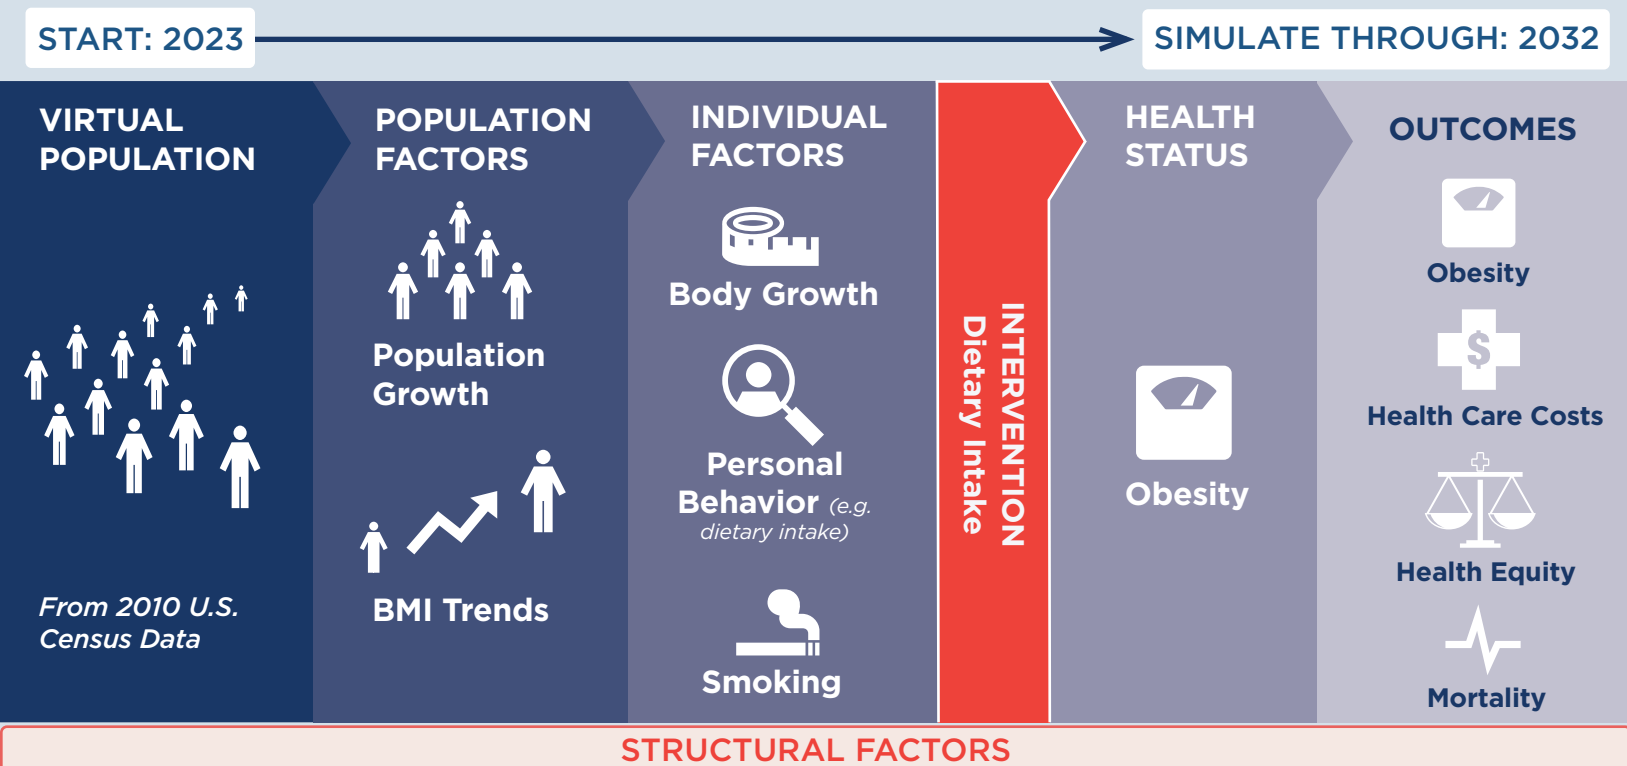 START: 2023
SIMULATE THROUGH: 2032
VIRTUAL
POPULATION
From 2010 U.S.
Census Data
POPULATION
FACTORS
Population
Growth
BMI Trends
INDIVIDUAL
FACTORS
Body Growth
Personal
Behavior (e.g.
dietary intake)
Smoking
INTERVENTION
Dietary Intake
HEALTH
STATUS
Obesity
OUTCOMES
Obesity
$
Health Care Costs
Health Equity
Mortality
STRUCTURAL FACTORS